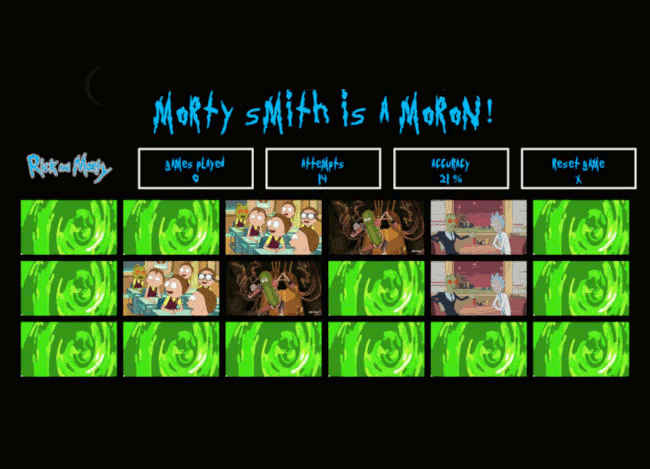 MoRty sMith is A MoRoN!
Rick and Morty
GAMES PlAYED
0
AttEMPts
14
ACCURACY
21 %
REsEt GAME
X